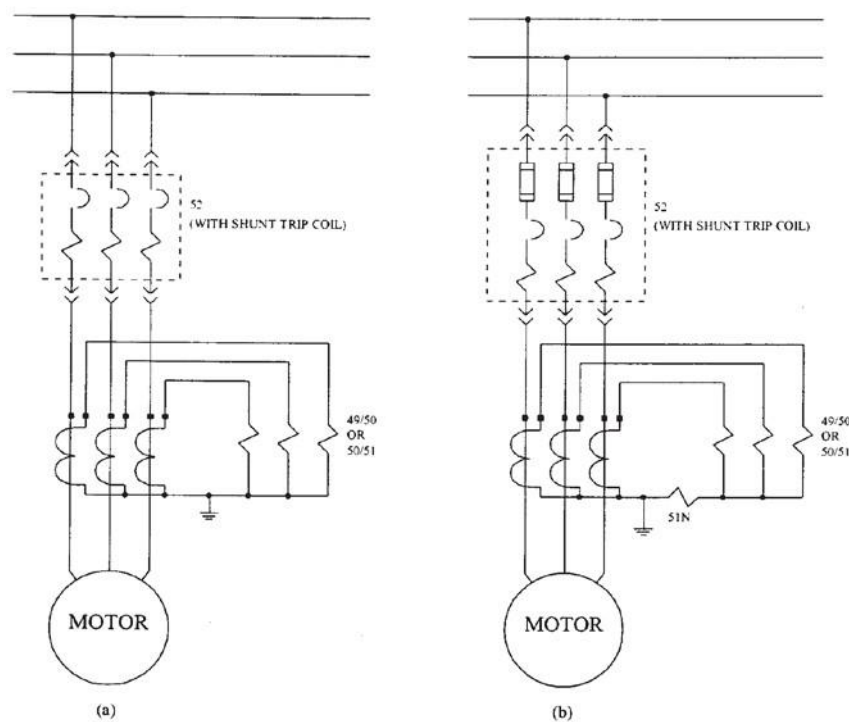 52
(WITH SHUNT TRIP COIL)
49/50
OR
50/51
MOTOR
(a)
52
(WITH SHUNT TRIP COIL)
49/50
OR
50/51
51N
MOTOR
(b)